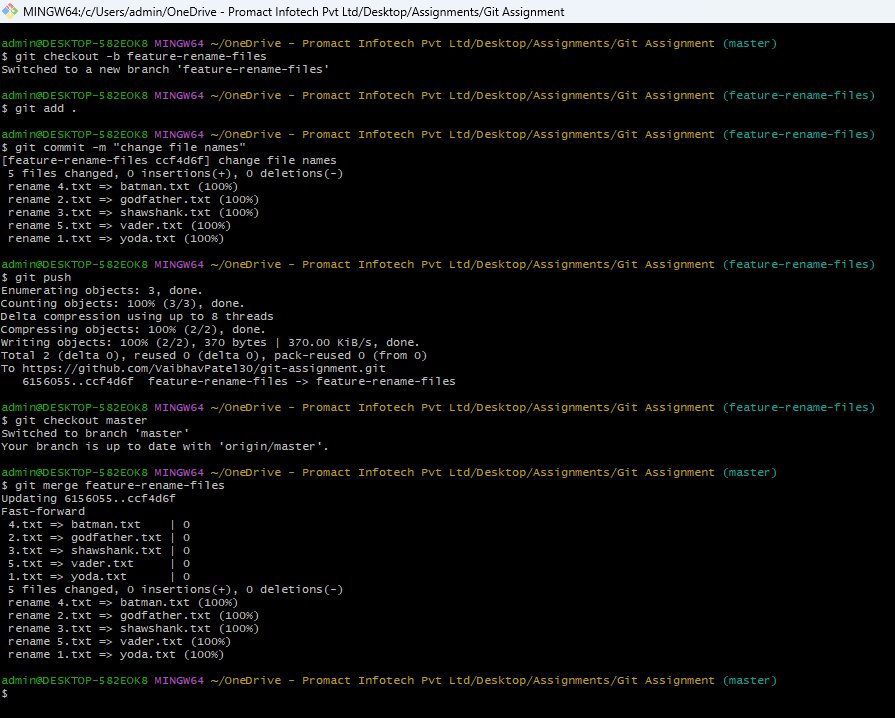 MINGW64:/c/Users/admin/OneDrive - Promact Infotech Pvt Ltd/Desktop/Assignments/Git Assignment
admin@DESKTOP-582EOK8 MINGW64 ~/OneDrive - Promact Infotech Pvt Ltd/Desktop/Assignments/Git Assignment (master)
$ git checkout -b feature-rename-files
Switched to a new branch 'feature-rename-files'
admin@DESKTOP-582EOK8 MINGW64 ~/OneDrive - Promact Infotech Pvt Ltd/Desktop/Assignments/Git Assignment (feature-rename-files)
$ git add .
admin@DESKTOP-582EOK8 MINGW64 ~/OneDrive - Promact Infotech Pvt Ltd/Desktop/Assignments/Git Assignment (feature-rename-files)
$ git commit -m "change file names"
[feature-rename-files ccf4d6f] change file names
 5 files changed, 0 insertions(+), 0 deletions(-)
 rename 4.txt => batman.txt (100%)
 rename 2.txt => godfather.txt (100%)
 rename 3.txt => shawshank.txt (100%)
 rename 5.txt => vader.txt (100%)
 rename 1.txt => yoda.txt (100%)
admin@DESKTOP-582EOK8 MINGW64 ~/OneDrive - Promact Infotech Pvt Ltd/Desktop/Assignments/Git Assignment (feature-rename-files)
$ git push
Enumerating objects: 3, done.
Counting objects: 100% (3/3), done.
Delta compression using up to 8 threads
Compressing objects: 100% (2/2), done.
Writing objects: 100% (2/2), 370 bytes | 370.00 KiB/s, done.
Total 2 (delta 0), reused 0 (delta 0), pack-reused 0 (from 0)
To https://github.com/VaibhavPatel30/git-assignment.git
   6156055..ccf4d6f  feature-rename-files -> feature-rename-files
admin@DESKTOP-582EOK8 MINGW64 ~/OneDrive - Promact Infotech Pvt Ltd/Desktop/Assignments/Git Assignment (feature-rename-files)
$ git checkout master
Switched to branch 'master'
Your branch is up to date with 'origin/master'.
admin@DESKTOP-582EOK8 MINGW64 ~/OneDrive - Promact Infotech Pvt Ltd/Desktop/Assignments/Git Assignment (master)
$ git merge feature-rename-files
Updating 6156055..ccf4d6f
Fast-forward
 4.txt => batman.txt    | 0
 2.txt => godfather.txt | 0
 3.txt => shawshank.txt | 0
 5.txt => vader.txt     | 0
 1.txt => yoda.txt      | 0
 5 files changed, 0 insertions(+), 0 deletions(-)
 rename 4.txt => batman.txt (100%)
 rename 2.txt => godfather.txt (100%)
 rename 3.txt => shawshank.txt (100%)
 rename 5.txt => vader.txt (100%)
 rename 1.txt => yoda.txt (100%)
admin@DESKTOP-582EOK8 MINGW64 ~/OneDrive - Promact Infotech Pvt Ltd/Desktop/Assignments/Git Assignment (master)
$